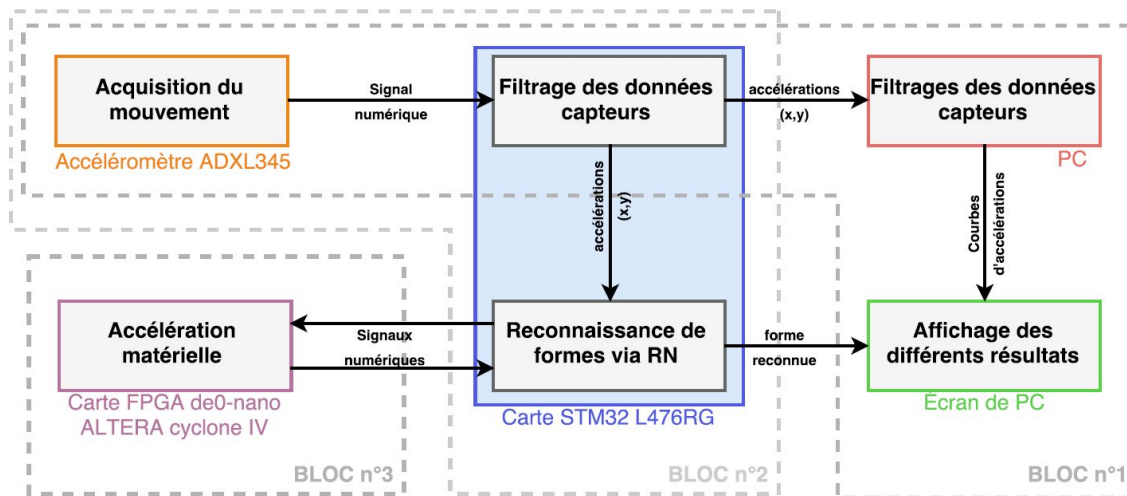 Acquisition du
mouvement
Accéléromètre ADXL345
Signal
numérique
Filtrage des données
capteurs
accélérations
(x,y)
Filtrages des données
capteurs
PC
accélérations
(x,y)
Courbes
d'accélérations
Accélération
matérielle
Carte FPGA de0-nano
ALTERA cyclone IV
Signaux
numériques
Reconnaissance de
formes via RN
Carte STM32 L476RG
forme
reconnue
Affichage des
différents résultats
Écran de PC
BLOC n°3
BLOC n°2
BLOC n°1